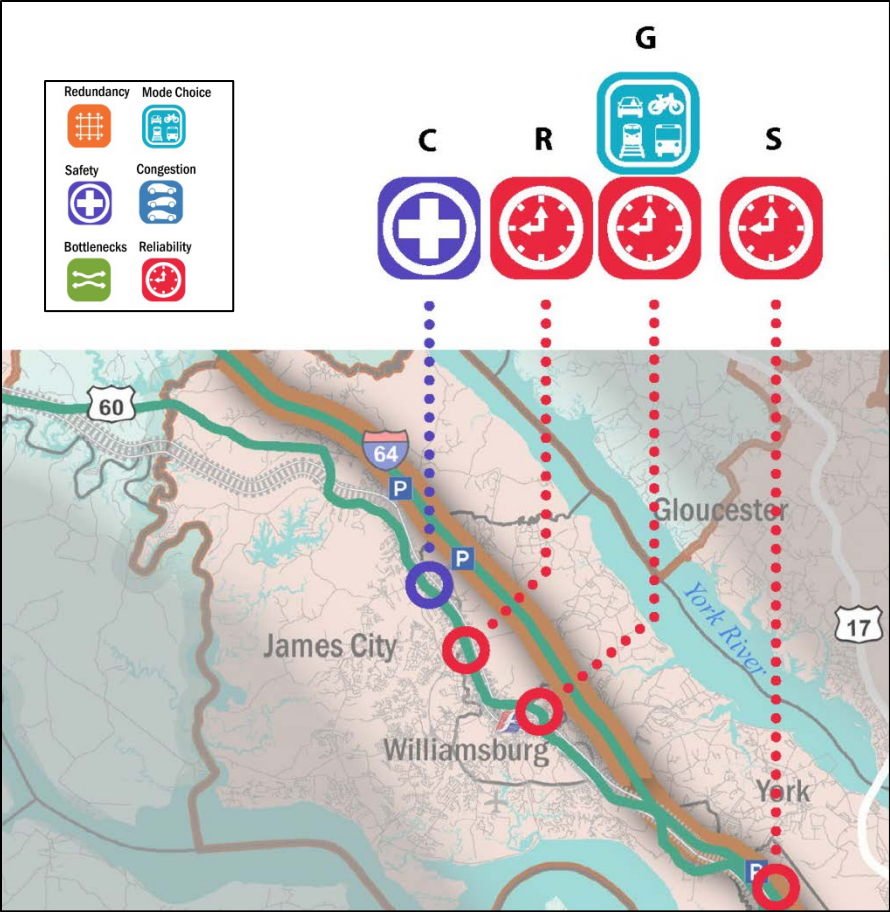 G
Redundancy Mode Choice
C R S
Safety Congestion
Bottlenecks Reliability
60
64
P
Gloucester
P
York River
17
James City
Williamsburg
York
P